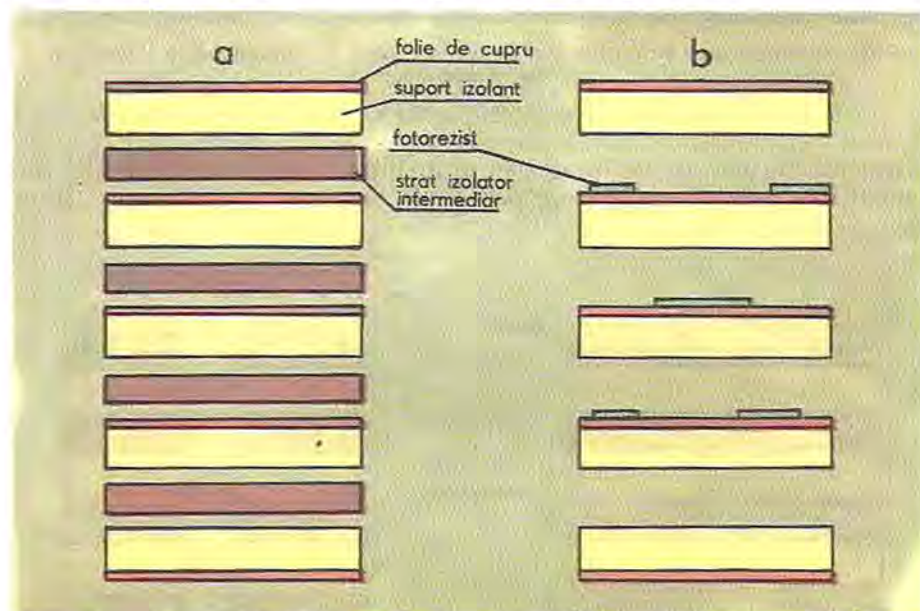 a
b
folie de cupru
suport izolant
fotorezist
strat izolator
intermediar